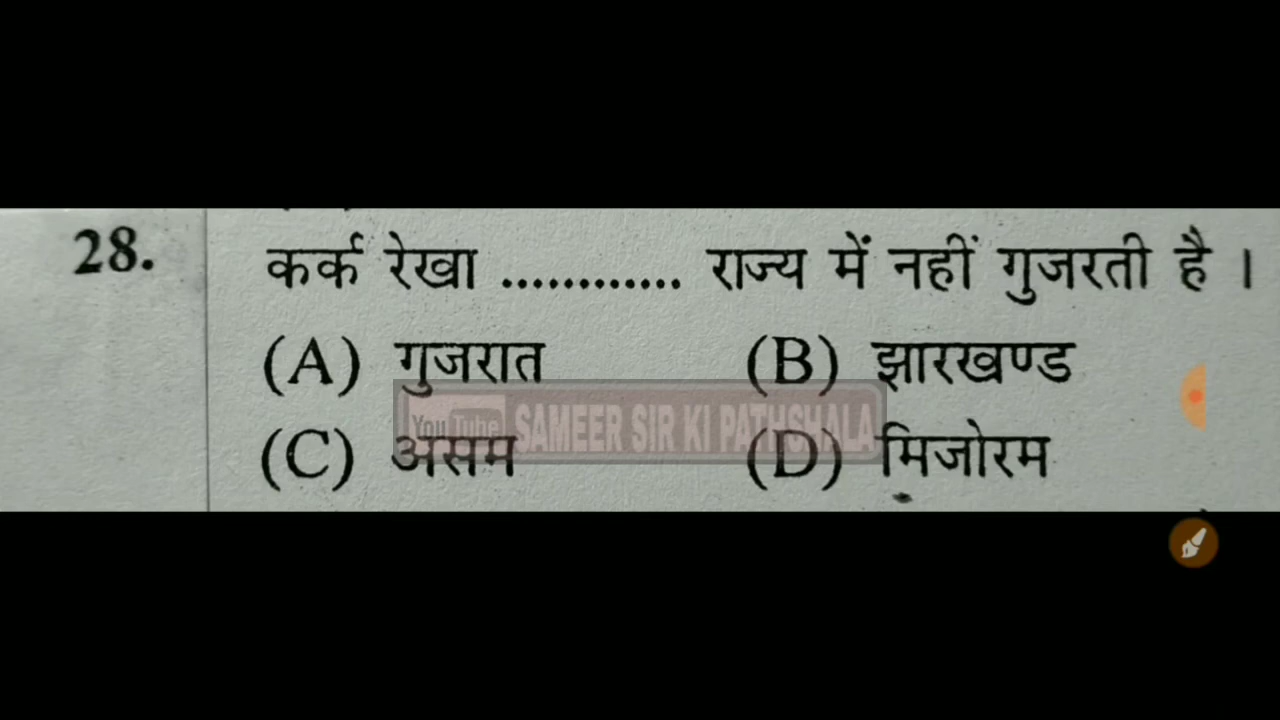 28. कर्क रेखा ............ राज्य में नहीं गुजरती है ।
(A) गुजरात (B) झारखण्ड
You Tube SAMEER SIR KI PATHSHALA
(C) असम (D) मिजोरम